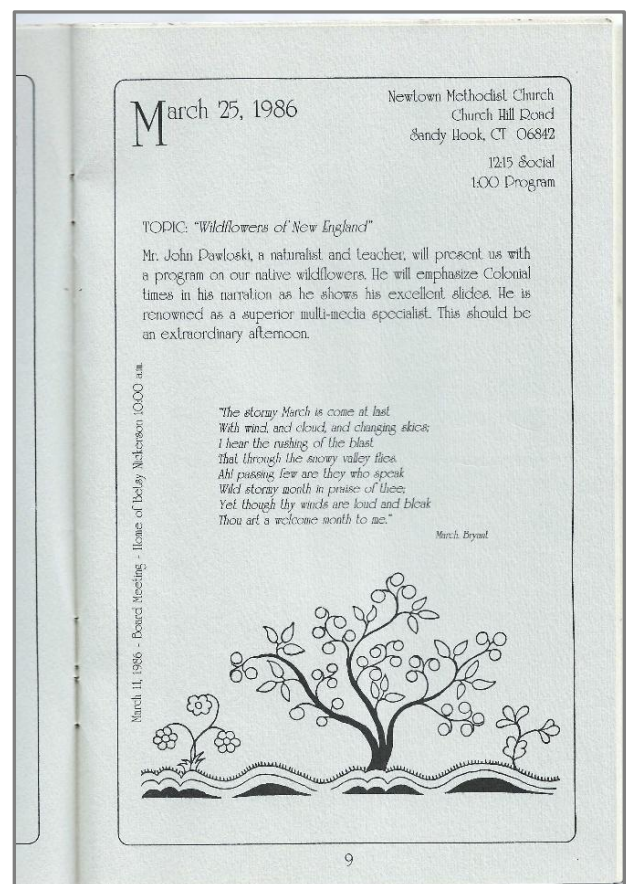 March 25, 1986
Newtown Methodist Church
Church Hill Road
Sandy Hook, CT 06842
12:15 Social
1:00 Program
TOPIC: "Wildflowers of New England"
Mr. John Pawloski, a naturalist and teacher, will present us with
a program on our native wildflowers. He will emphasize Colonial
times in his narration as he shows his excellent slides. He is
renowned as a superior multi-media specialist. This should be
an extraordinary afternoon.
March 11, 1986 - Board Meeting - Home of Betsy Nickerson 10:00 a.m.
"The stormy March is come at last
With wind, and cloud, and changing skies;
I hear the rushing of the blast
That through the snowy valley flies.
Ah! passing few are they who speak
Wild stormy month in praise of thee;
Yet though thy winds are loud and bleak
Thou art a welcome month to me."
March. Bryant
9